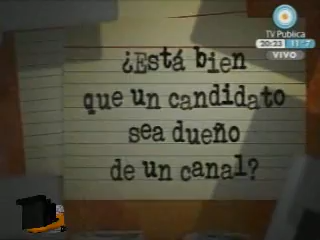 TV Pública
20:23
VIVO
¿Está bien
que un candidato
sea dueño
de un canal?